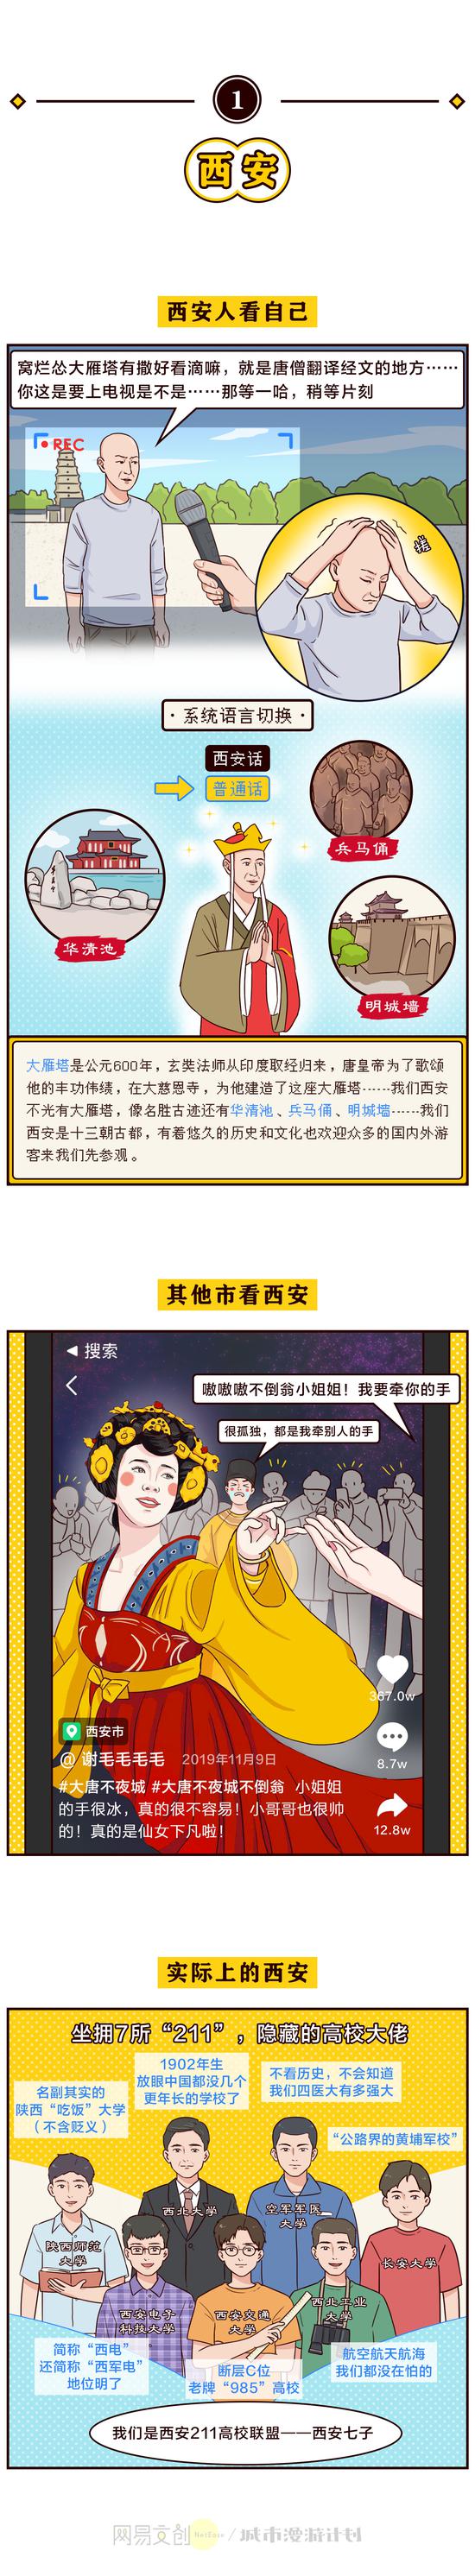 1
西安
西安人看自己
窝烂怂大雁塔有撒好看滴嘛，就是唐僧翻译经文的地方……
你这是要上电视是不是……那等一哈，稍等片刻
REC
搓
·系统语言切换·
西安话
普通话
兵马俑
华清池
明城墙
大雁塔是公元600年，玄奘法师从印度取经归来，唐皇帝为了歌颂
他的丰功伟绩，在大慈恩寺，为他建造了这座大雁塔……我们西安
不光有大雁塔，像名胜古迹还有华清池、兵马俑、明城墙……我们
西安是十三朝古都，有着悠久的历史和文化也欢迎众多的国内外游
客来我们先参观。
其他市看西安
搜索
嗷嗷嗷不倒翁小姐姐！我要牵你的手
很孤独，都是我牵别人的手
367.0w
西安市
@ 谢毛毛毛毛 2019年11月9日
8.7w
#大唐不夜城 #大唐不夜城不倒翁 小姐姐
的手很冰，真的很不容易！小哥哥也很帅
的！真的是仙女下凡啦！
12.8w
实际上的西安
坐拥7所“211”，隐藏的高校大佬
1902年生
放眼中国都没几个
更年长的学校了
不看历史，不会知道
我们四医大有多强大
名副其实的
陕西“吃饭”大学
（不含贬义）
“公路界的黄埔军校”
西北大学
空军军医
大学
陕西师范
大学
长安大学
西安电子
科技大学
西安交通
大学
西北工业
大学
简称“西电”
还简称“西军电”
地位明了
断层C位
老牌“985”高校
航空航天航海
我们都没在怕的
我们是西安211高校联盟——西安七子
网易文创 NetEase / 城市漫游计划